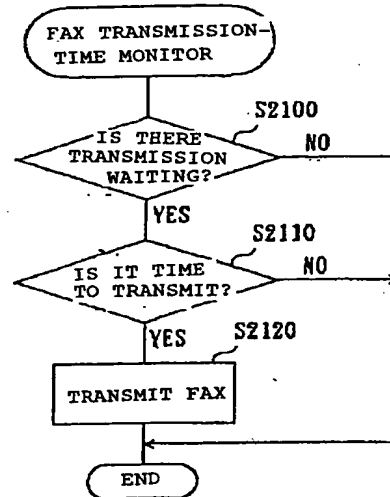 FAX TRANSMISSION-
TIME MONITOR
S2100
IS THERE
TRANSMISSION
WAITING?
NO
YES
S2110
IS IT TIME
TO TRANSMIT?
NO
YES
S2120
TRANSMIT FAX
END